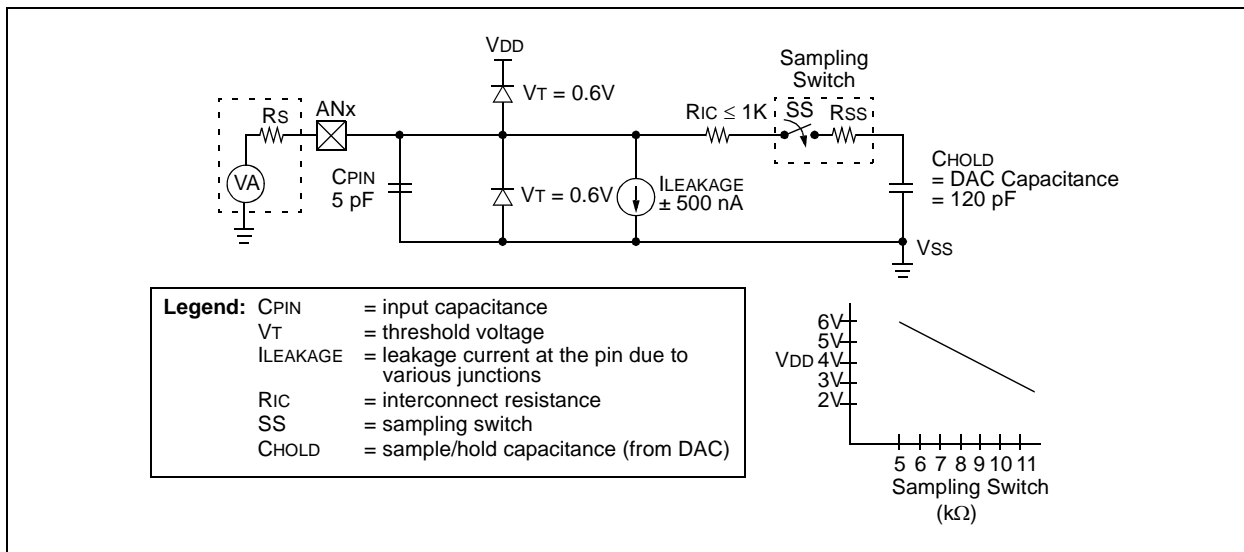 VDD
Sampling
Switch
VT = 0.6V
RS
ANx
RIC ≤ 1K
SS
RSS
VA
CPIN
5 pF
VT = 0.6V
ILEAKAGE
± 500 nA
CHOLD
= DAC Capacitance
= 120 pF
VSS
Legend: CPIN = input capacitance
VT = threshold voltage
ILEAKAGE = leakage current at the pin due to
various junctions
RIC = interconnect resistance
SS = sampling switch
CHOLD = sample/hold capacitance (from DAC)
6V
5V
VDD 4V
3V
2V
5 6 7 8 9 10 11
Sampling Switch
(kΩ)